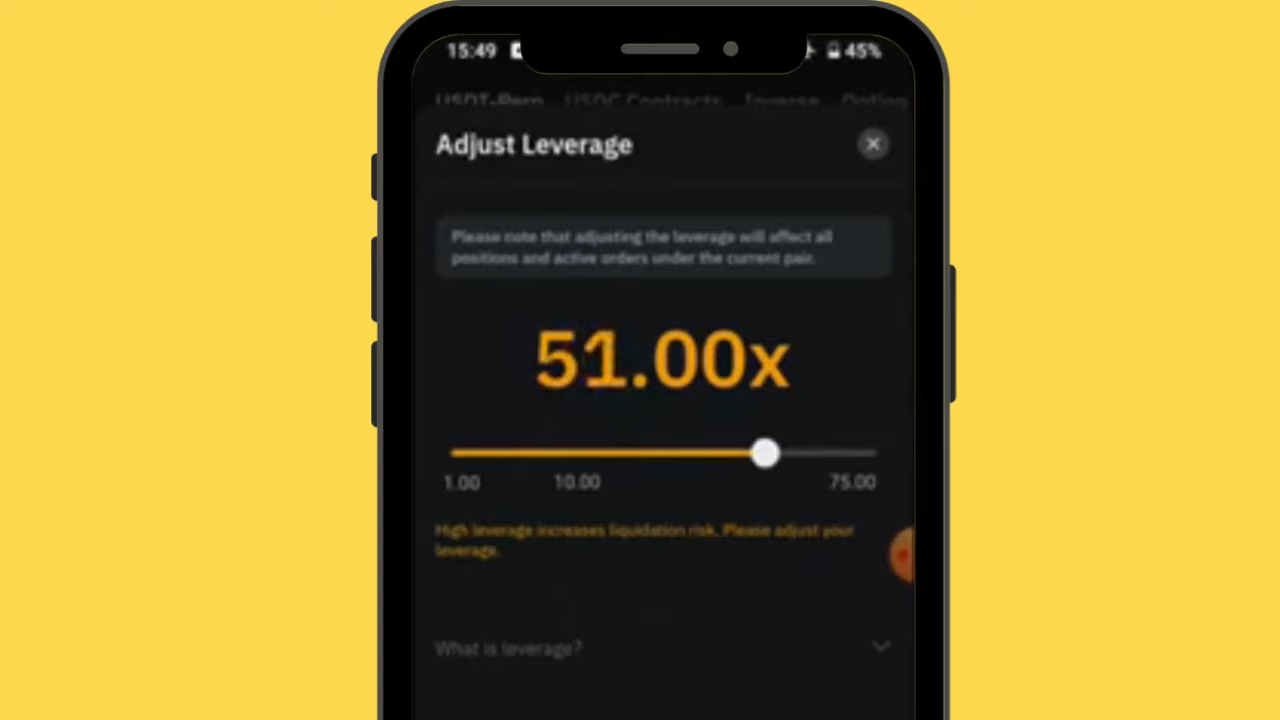 15:49 45%
USDT-Perp USDC Contracts Inverse Option
Adjust Leverage
Please note that adjusting the leverage will affect all
positions and active orders under the current pair.
51.00x
1.00 10.00 75.00
High leverage increases liquidation risk. Please adjust your
leverage.
What is leverage?